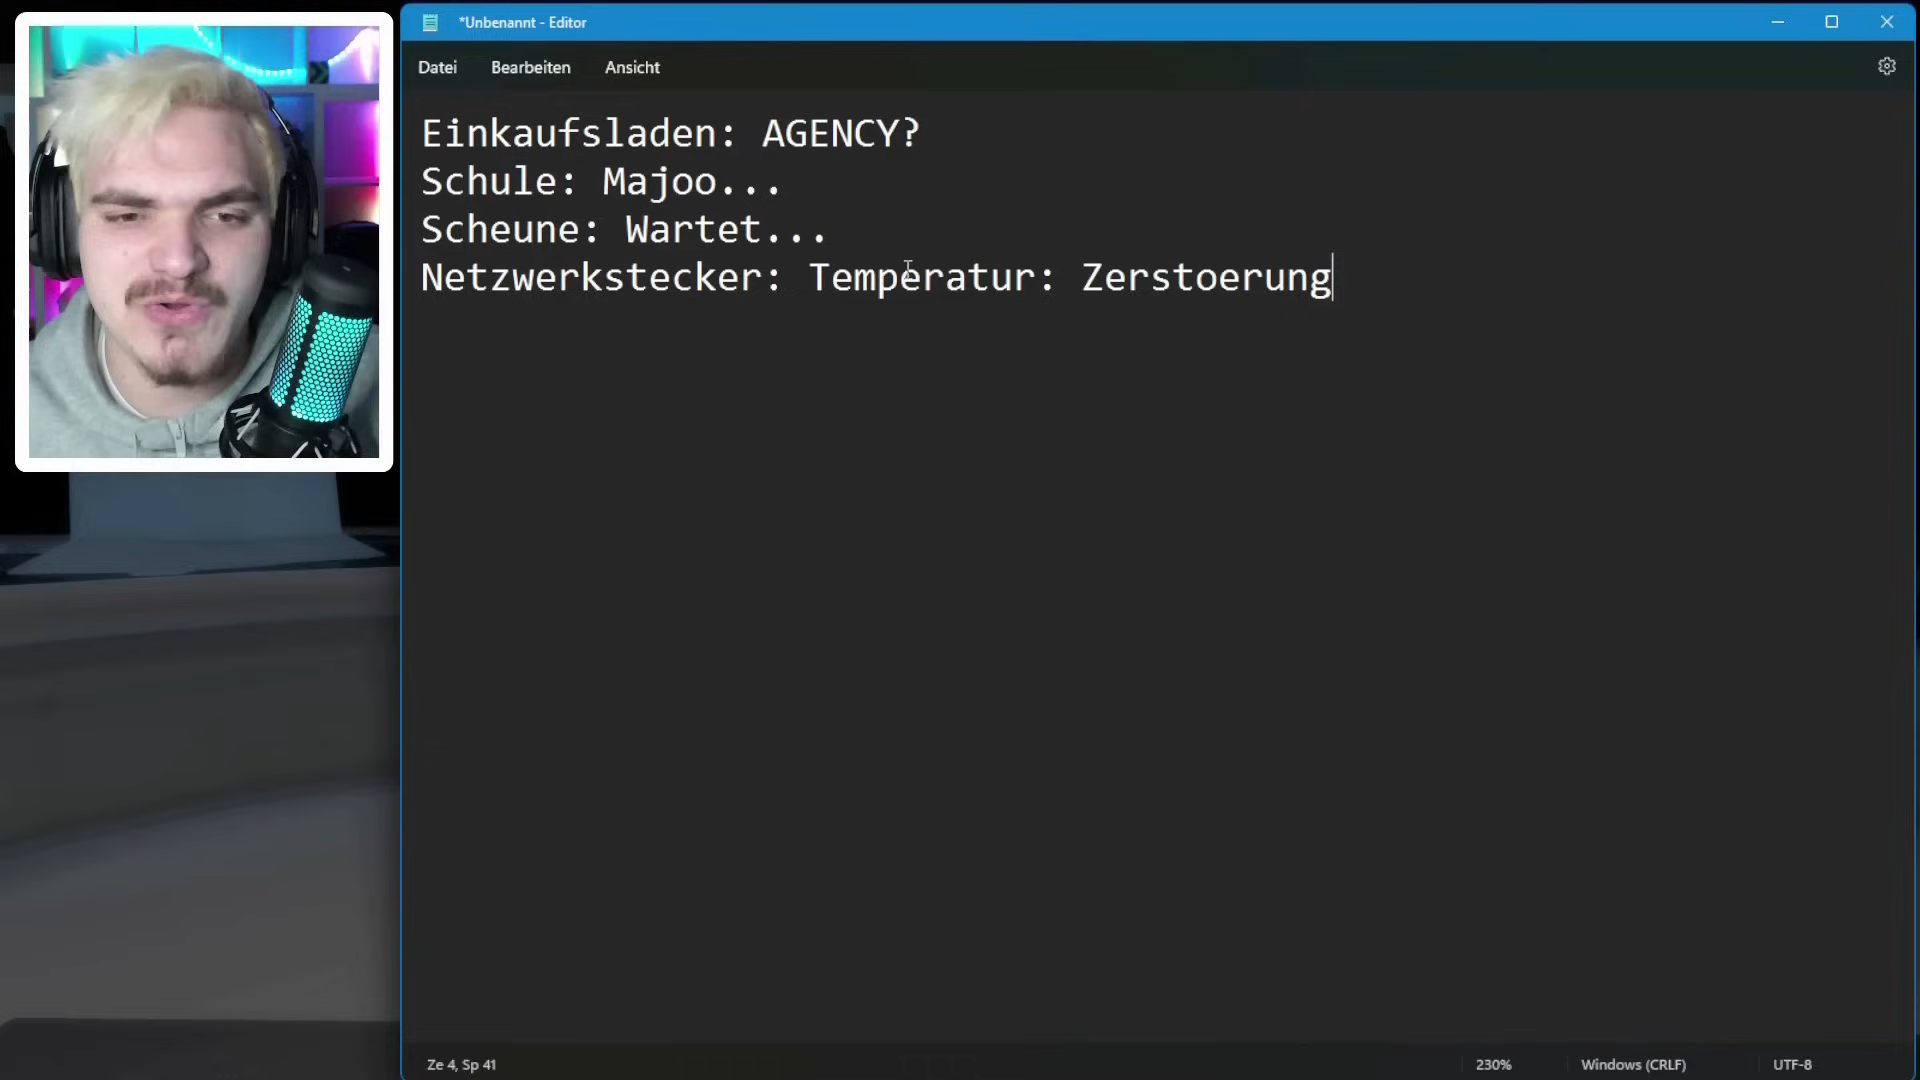 *Unbenannt - Editor
Datei Bearbeiten Ansicht
Einkaufsladen: AGENCY?
Schule: Majoo...
Scheune: Wartet...
Netzwerkstecker: Temperatur: Zerstoerung
Ze 4, Sp 41 230% Windows (CRLF) UTF-8